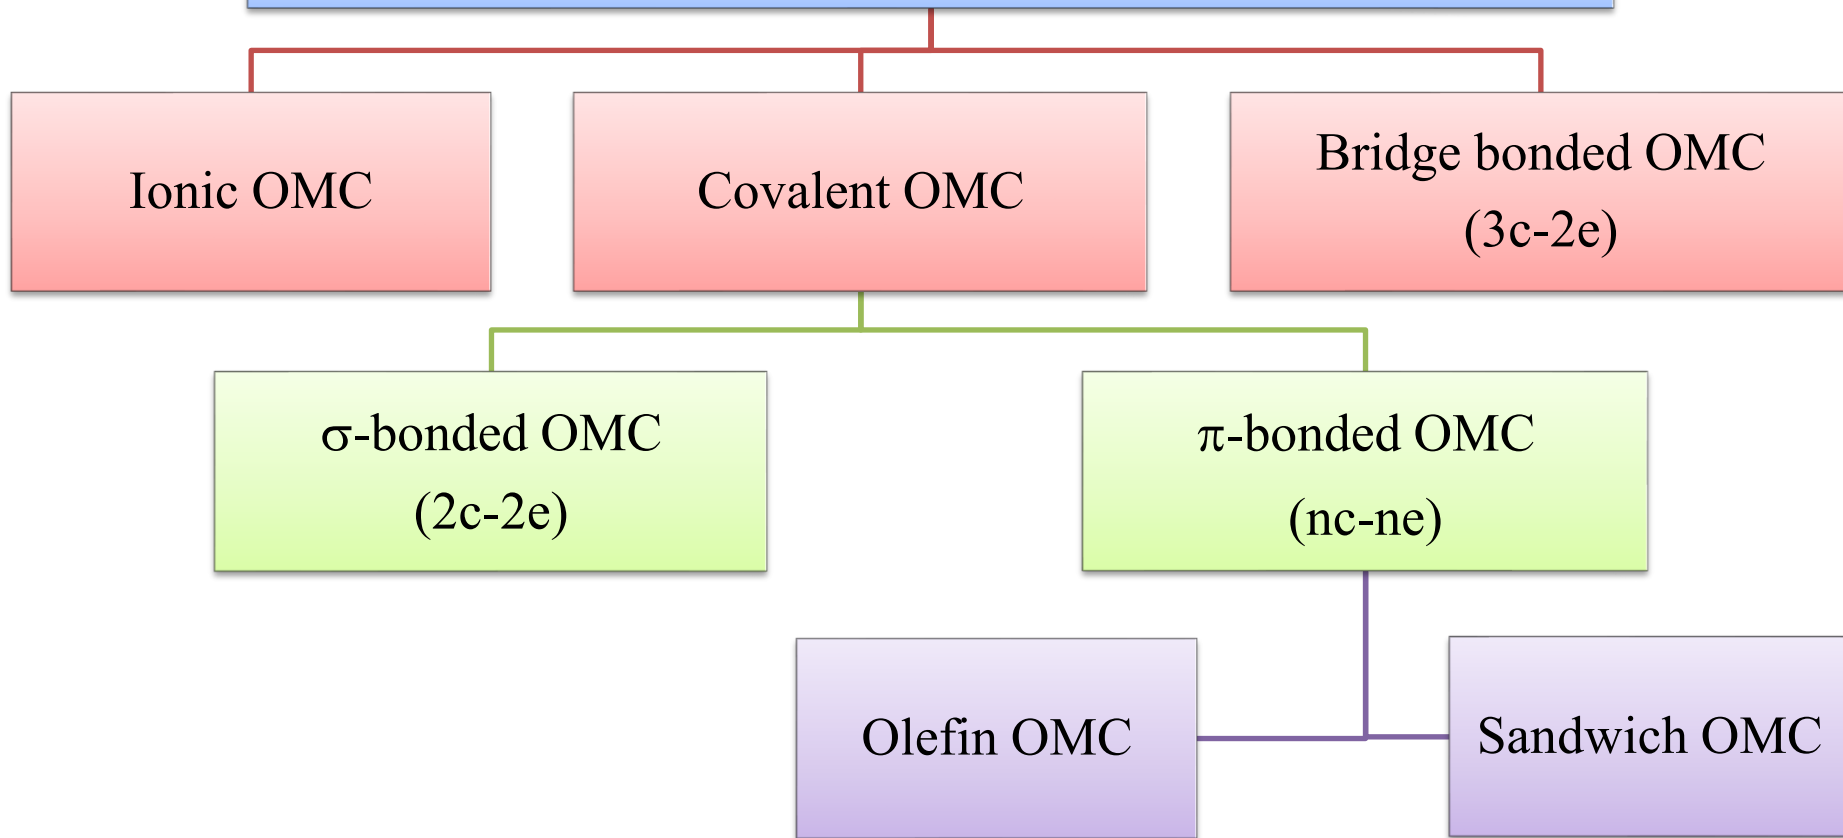 Ionic OMC
Covalent OMC
Bridge bonded OMC
(3c-2e)
σ-bonded OMC
(2c-2e)
π-bonded OMC
(nc-ne)
Olefin OMC
Sandwich OMC